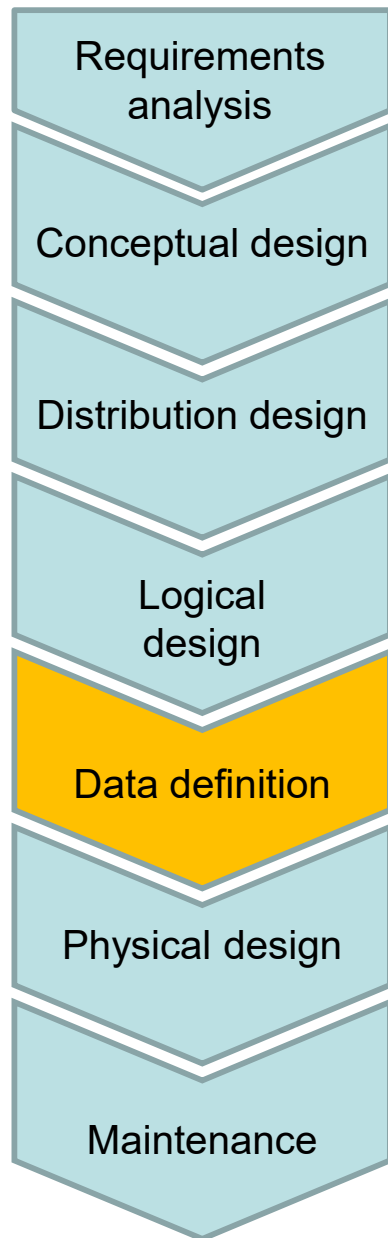 Requirements
analysis
Conceptual design
Distribution design
Logical
design
Data definition
Physical design
Maintenance